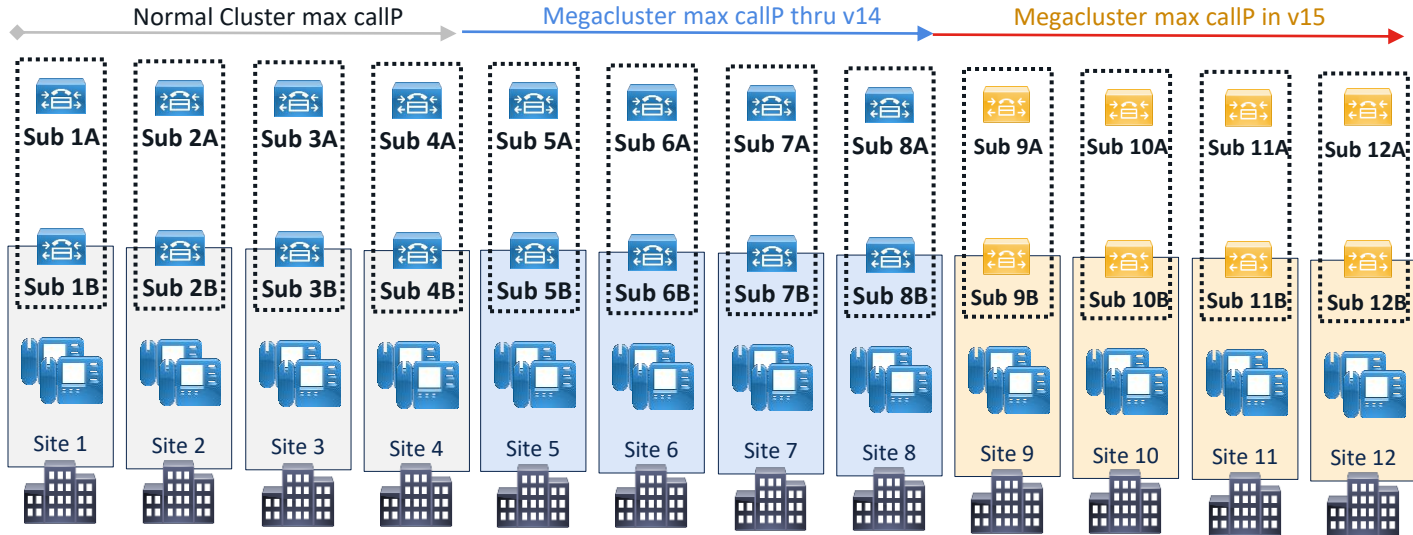 Normal Cluster max callP
Megacluster max callP thru v14
Megacluster max callP in v15
Sub 1A
Sub 2A
Sub 3A
Sub 4A
Sub 5A
Sub 6A
Sub 7A
Sub 8A
Sub 9A
Sub 10A
Sub 11A
Sub 12A
Sub 1B
Sub 2B
Sub 3B
Sub 4B
Sub 5B
Sub 6B
Sub 7B
Sub 8B
Sub 9B
Sub 10B
Sub 11B
Sub 12B
Site 1
Site 2
Site 3
Site 4
Site 5
Site 6
Site 7
Site 8
Site 9
Site 10
Site 11
Site 12